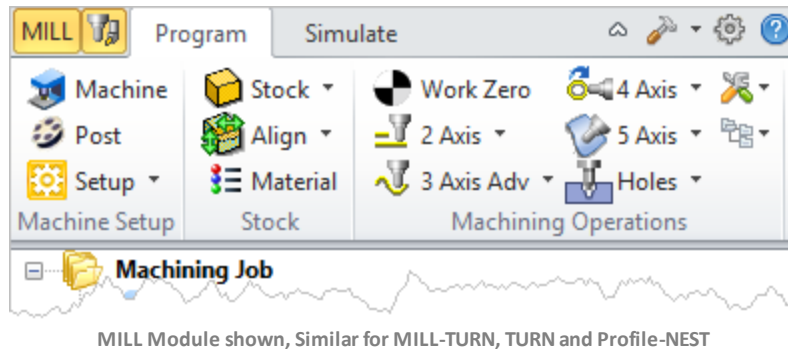 MILL Program Simulate
Machine Stock Work Zero 4 Axis
Post Align 2 Axis 5 Axis
Setup Material 3 Axis Adv Holes
Machine Setup Stock Machining Operations
Machining Job
MILL Module shown, Similar for MILL-TURN, TURN and Profile-NEST